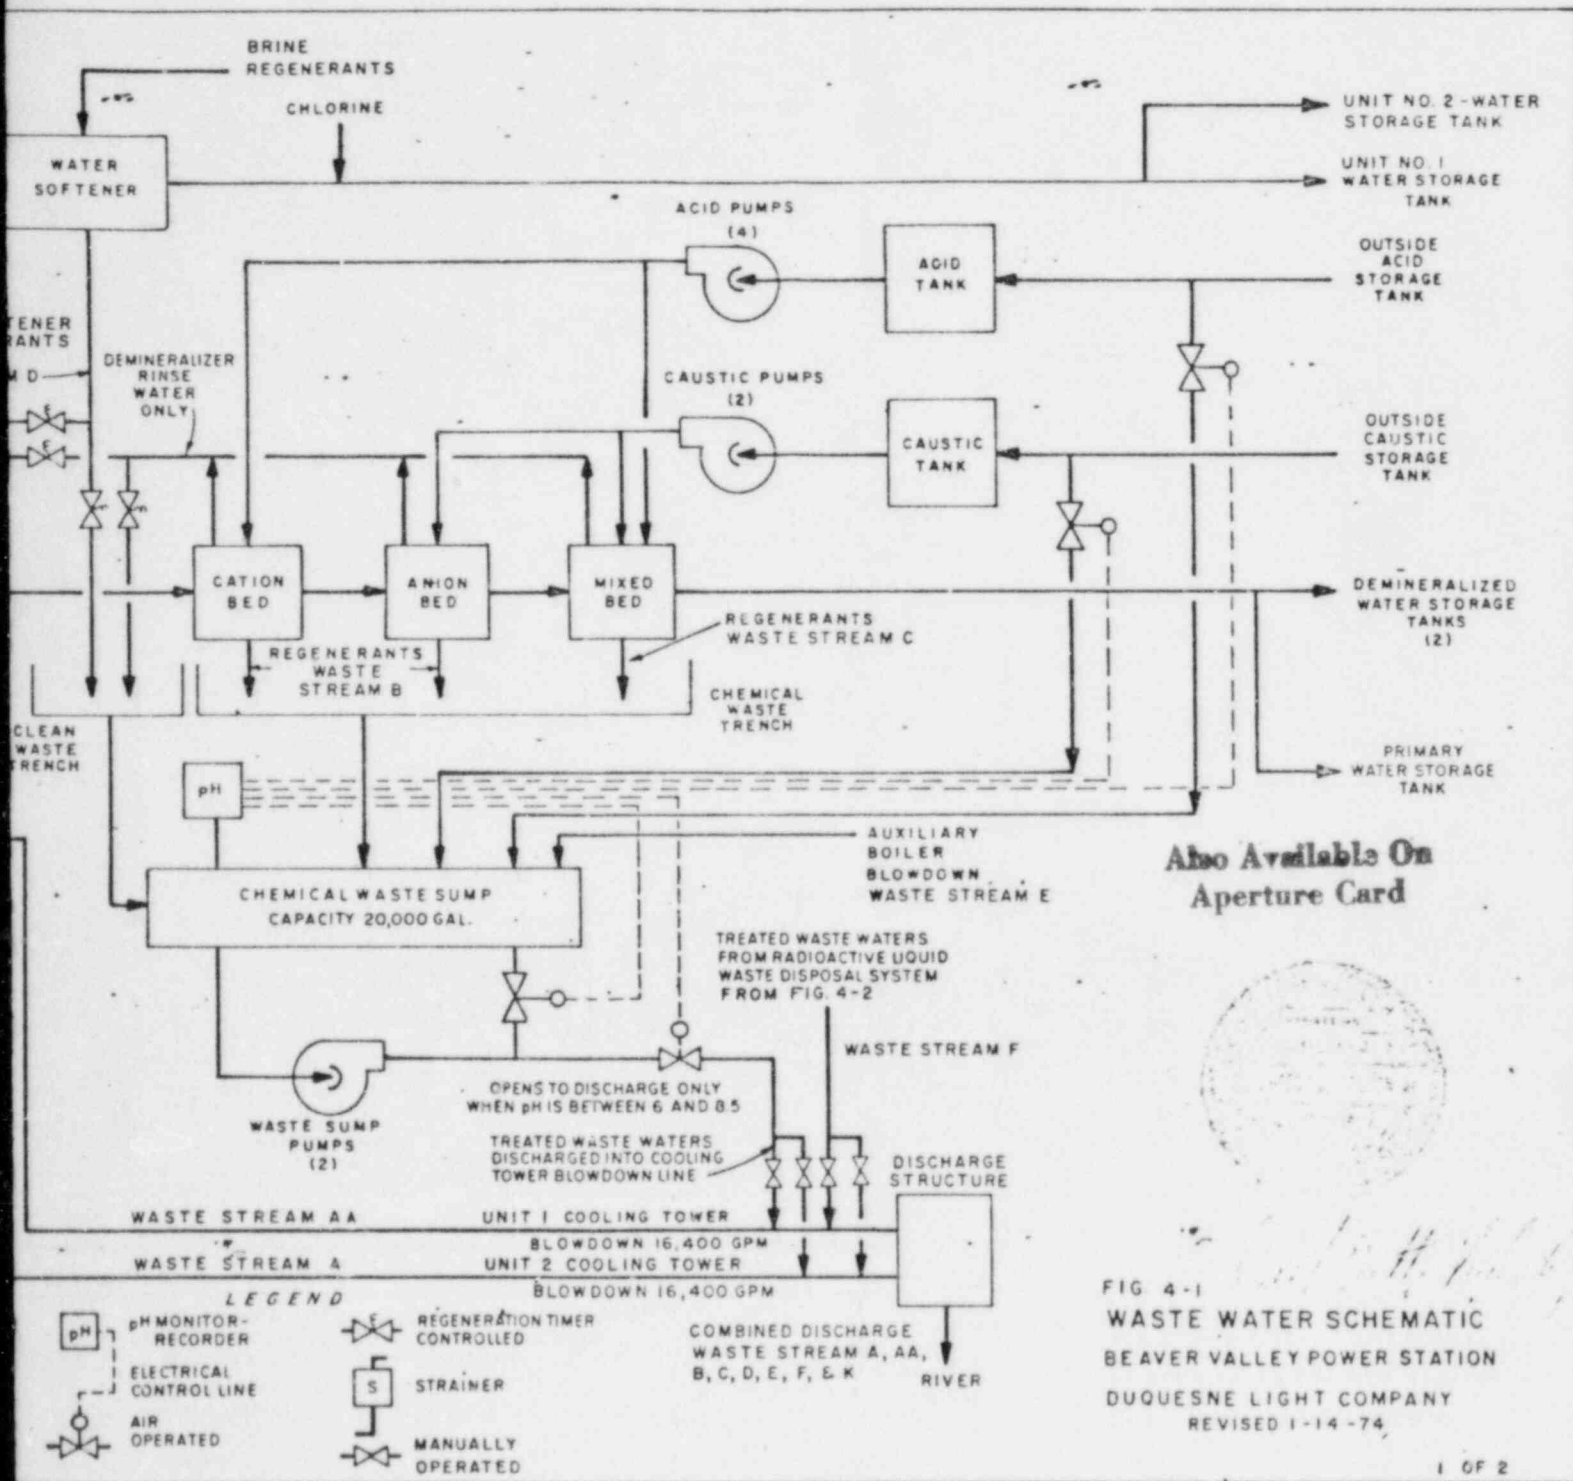 BRINE
REGENERANTS
CHLORINE
WATER
SOFTENER
UNIT NO. 2-WATER
STORAGE TANK
UNIT NO. 1
WATER STORAGE
TANK
ACID PUMPS
(4)
ACID
TANK
OUTSIDE
ACID
STORAGE
TANK
TENER
RANTS
M D
DEMINERALIZER
RINSE
WATER
ONLY
CAUSTIC PUMPS
(2)
CAUSTIC
TANK
OUTSIDE
CAUSTIC
STORAGE
TANK
CATION
BED
ANION
BED
MIXED
BED
DEMINERALIZED
WATER STORAGE
TANKS
(2)
REGENERANTS
WASTE STREAM C
REGENERANTS
WASTE
STREAM B
CHEMICAL
WASTE
TRENCH
CLEAN
WASTE
TRENCH
pH
PRIMARY
WATER STORAGE
TANK
AUXILIARY
BOILER
BLOWDOWN
WASTE STREAM E
Also Available On
Aperture Card
CHEMICAL WASTE SUMP
CAPACITY 20,000 GAL.
TREATED WASTE WATERS
FROM RADIOACTIVE LIQUID
WASTE DISPOSAL SYSTEM
FROM FIG. 4-2
WASTE STREAM F
OPENS TO DISCHARGE ONLY
WHEN pH IS BETWEEN 6 AND 8.5
WASTE SUMP
PUMPS
(2)
TREATED WASTE WATERS
DISCHARGED INTO COOLING
TOWER BLOWDOWN LINE
DISCHARGE
STRUCTURE
WASTE STREAM AA
UNIT 1 COOLING TOWER
BLOWDOWN 16,400 GPM
WASTE STREAM A
UNIT 2 COOLING TOWER
BLOWDOWN 16,400 GPM
LEGEND
pH
pH MONITOR-
RECORDER
ELECTRICAL
CONTROL LINE
AIR
OPERATED
REGENERATION TIMER
CONTROLLED
S
STRAINER
MANUALLY
OPERATED
COMBINED DISCHARGE
WASTE STREAM A, AA,
B, C, D, E, F, & K
RIVER
FIG 4-1
WASTE WATER SCHEMATIC
BEAVER VALLEY POWER STATION
DUQUESNE LIGHT COMPANY
REVISED 1-14-74
1 OF 2